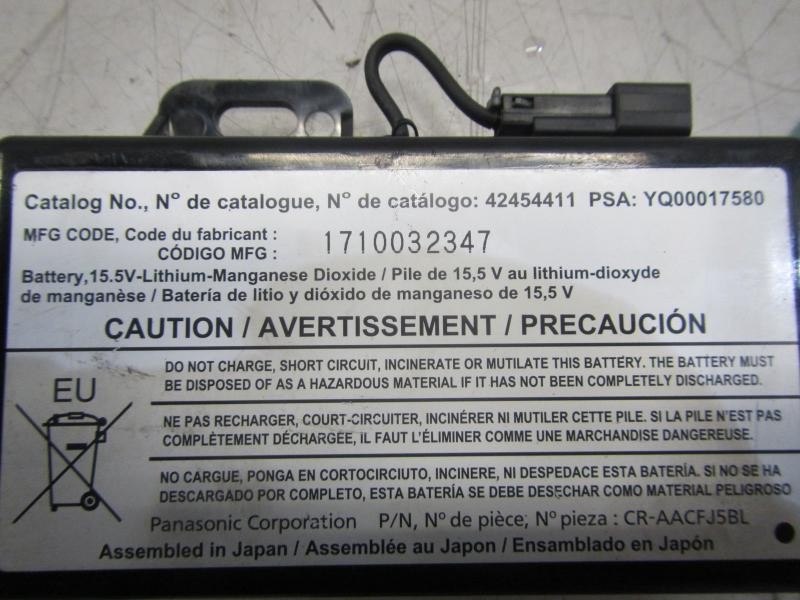 Catalog No., Nº de catalogue, Nº de catálogo: 42454411 PSA: YQ00017580
MFG CODE, Code du fabricant :
CÓDIGO MFG : 1710032347
Battery,15.5V-Lithium-Manganese Dioxide / Pile de 15,5 V au lithium-dioxyde
de manganèse / Batería de litio y dióxido de manganeso de 15,5 V
CAUTION / AVERTISSEMENT / PRECAUCIÓN
EU
DO NOT CHARGE, SHORT CIRCUIT, INCINERATE OR MUTILATE THIS BATTERY. THE BATTERY MUST
BE DISPOSED OF AS A HAZARDOUS MATERIAL IF IT HAS NOT BEEN COMPLETELY DISCHARGED.
NE PAS RECHARGER, COURT-CIRCUITER, INCINÉRER NI MUTILER CETTE PILE. SI LA PILE N'EST PAS
COMPLÈTEMENT DÉCHARGÉE, IL FAUT L'ÉLIMINER COMME UNE MARCHANDISE DANGEREUSE.
NO CARGUE, PONGA EN CORTOCIRCIUTO, INCINERE, NI DESPEDACE ESTA BATERÍA. SI NO SE HA
DESCARGADO POR COMPLETO, ESTA BATERÍA SE DEBE DESECHAR COMO MATERIAL PELIGROSO
Panasonic Corporation P/N, Nº de pièce, Nº pieza : CR-AACFJ5BL
Assembled in Japan / Assemblée au Japon / Ensamblado en Japón